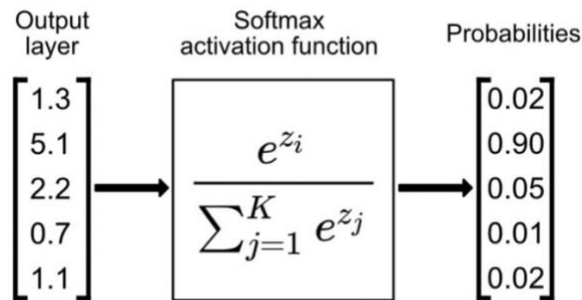 Output
layer
Softmax
activation function
Probabilities
1.3
5.1
2.2
0.7
1.1
e^{z_i}
\sum_{j=1}^{K} e^{z_j}
0.02
0.90
0.05
0.01
0.02